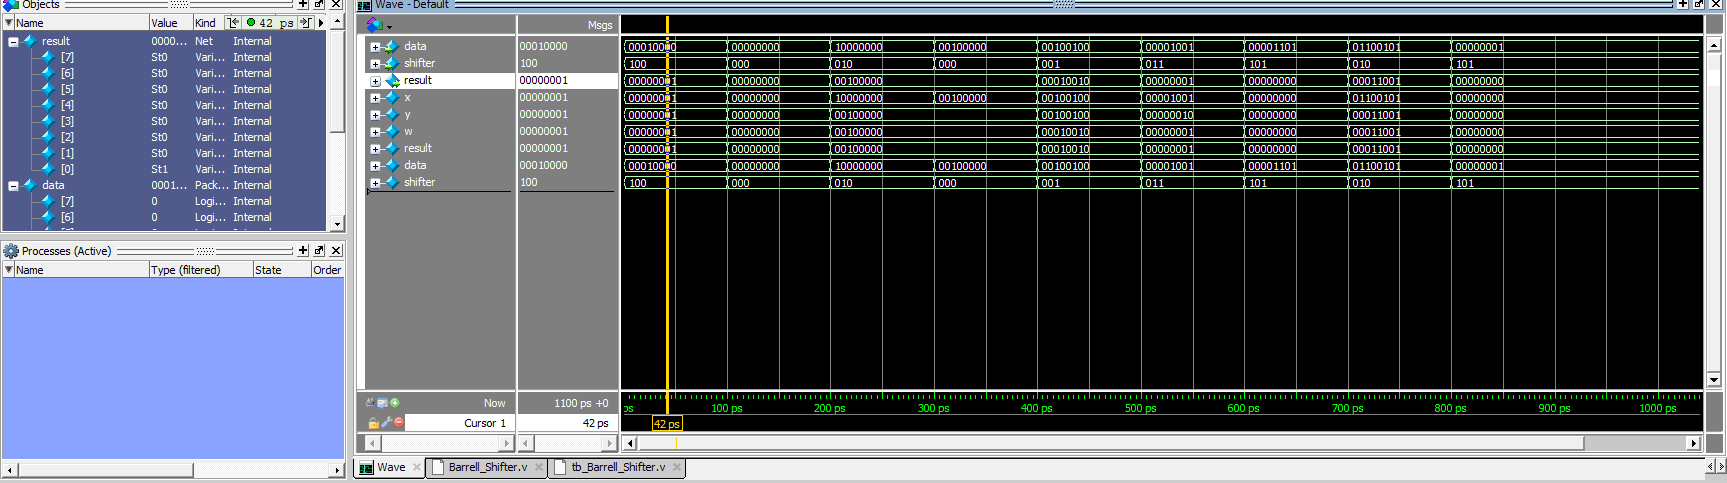 Objects
Name Value Kind 42 ps
result 0000... Net Internal
[7] St0 Vari... Internal
[6] St0 Vari... Internal
[5] St0 Vari... Internal
[4] St0 Vari... Internal
[3] St0 Vari... Internal
[2] St0 Vari... Internal
[1] St0 Vari... Internal
[0] St1 Vari... Internal
data 0001... Pack... Internal
[7] 0 Logi... Internal
[6] 0 Logi... Internal
Processes (Active)
Name Type (filtered) State Order
Wave - Default
Msgs
data 00010000 00010000 00000000 10000000 00100000 00100100 00001001 00001101 01100101 00000001
shifter 100 100 000 010 000 001 011 101 010 101
result 00000001 00000001 00000000 00100000 00010010 00000001 00000000 00011001 00000000
x 00000001 00000001 00000000 10000000 00100000 00100100 00001001 00000000 01100101 00000000
y 00000001 00000001 00000000 00100000 00100100 00000010 00000000 00011001 00000000
w 00000001 00000001 00000000 00100000 00010010 00000001 00000000 00011001 00000000
result 00000001 00000001 00000000 00100000 00010010 00000001 00000000 00011001 00000000
data 00010000 00010000 00000000 10000000 00100000 00100100 00001001 00001101 01100101 00000001
shifter 100 100 000 010 000 001 011 101 010 101
Now 1100 ps +0 ps 100 ps 200 ps 300 ps 400 ps 500 ps 600 ps 700 ps 800 ps 900 ps 1000 ps
Cursor 1 42 ps 42 ps
Wave Barrell_Shifter.v tb_Barrell_Shifter.v